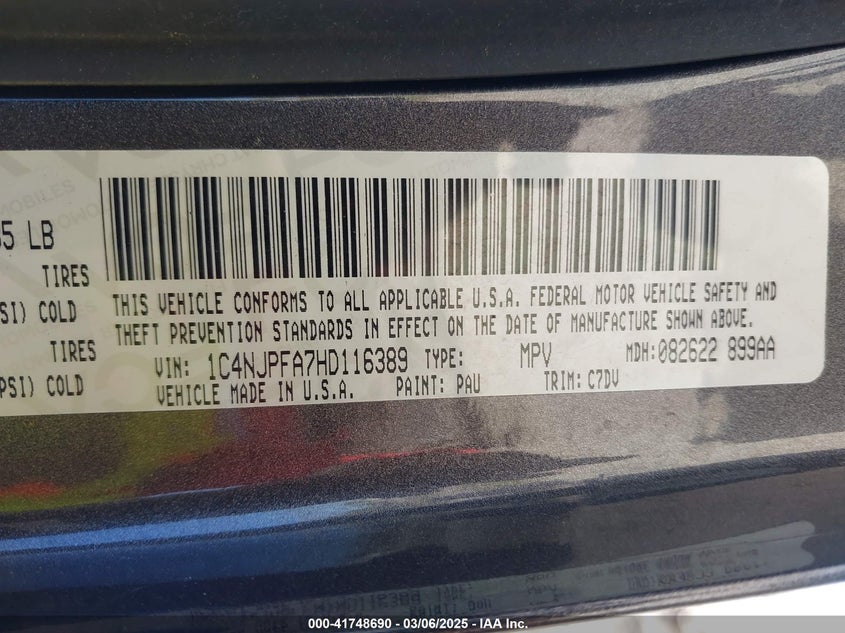 5 LB
TIRES
SI) COLD
TIRES
PSI) COLD
THIS VEHICLE CONFORMS TO ALL APPLICABLE U.S.A. FEDERAL MOTOR VEHICLE SAFETY AND
THEFT PREVENTION STANDARDS IN EFFECT ON THE DATE OF MANUFACTURE SHOWN ABOVE.
VIN: 1C4NJPFA7HD116389 TYPE: MPV MDH:082622 899AA
VEHICLE MADE IN U.S.A. PAINT: PAU TRIM: C7DV
000-41748690 - 03/06/2025 - IAA Inc.